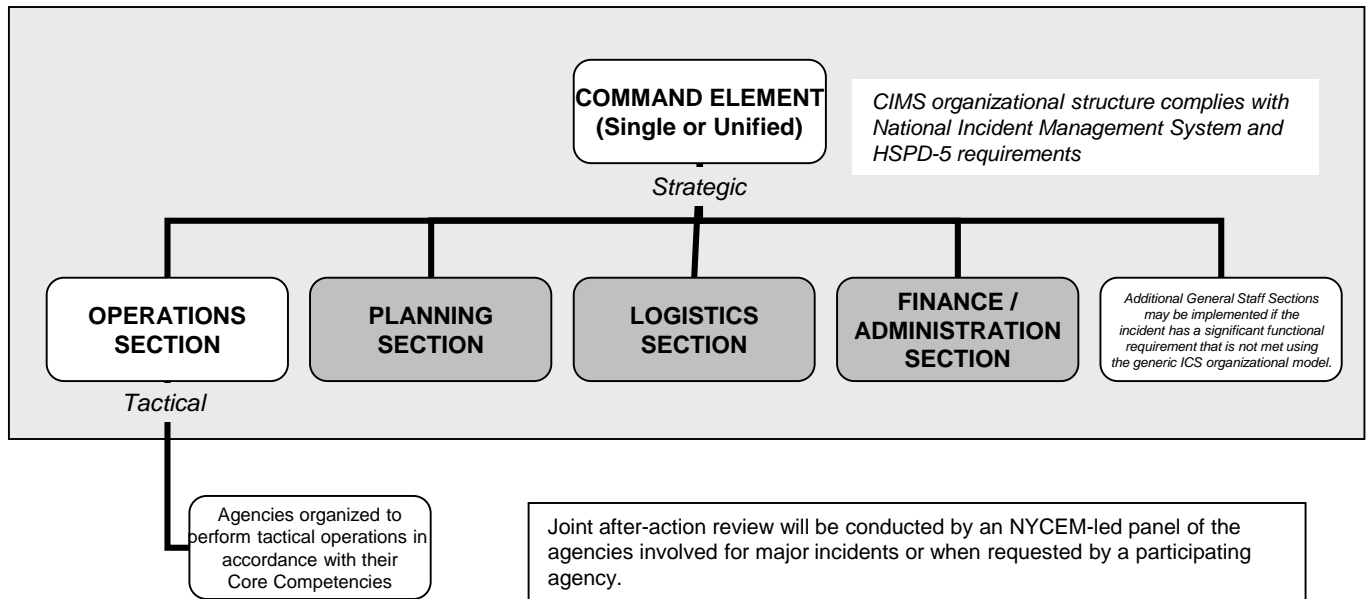 COMMAND ELEMENT
(Single or Unified)
CIMS organizational structure complies with
National Incident Management System and
HSPD-5 requirements
Strategic
OPERATIONS
SECTION
PLANNING
SECTION
LOGISTICS
SECTION
FINANCE /
ADMINISTRATION
SECTION
Additional General Staff Sections
may be implemented if the
incident has a significant functional
requirement that is not met using
the generic ICS organizational model.
Tactical
Agencies organized to
perform tactical operations in
accordance with their
Core Competencies
Joint after-action review will be conducted by an NYCEM-led panel of the
agencies involved for major incidents or when requested by a participating
agency.